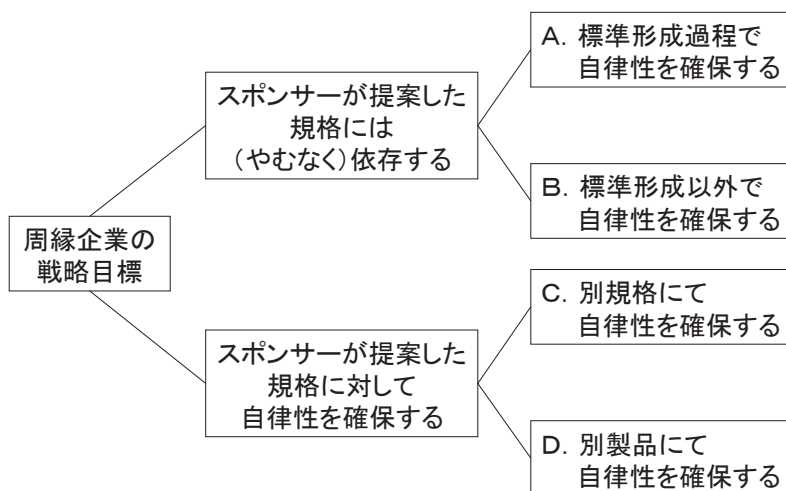 周縁企業の
戦略目標
スポンサーが提案した
規格には
（やむなく）依存する
A．標準形成過程で
自律性を確保する
B．標準形成以外で
自律性を確保する
スポンサーが提案した
規格に対して
自律性を確保する
C．別規格にて
自律性を確保する
D．別製品にて
自律性を確保する